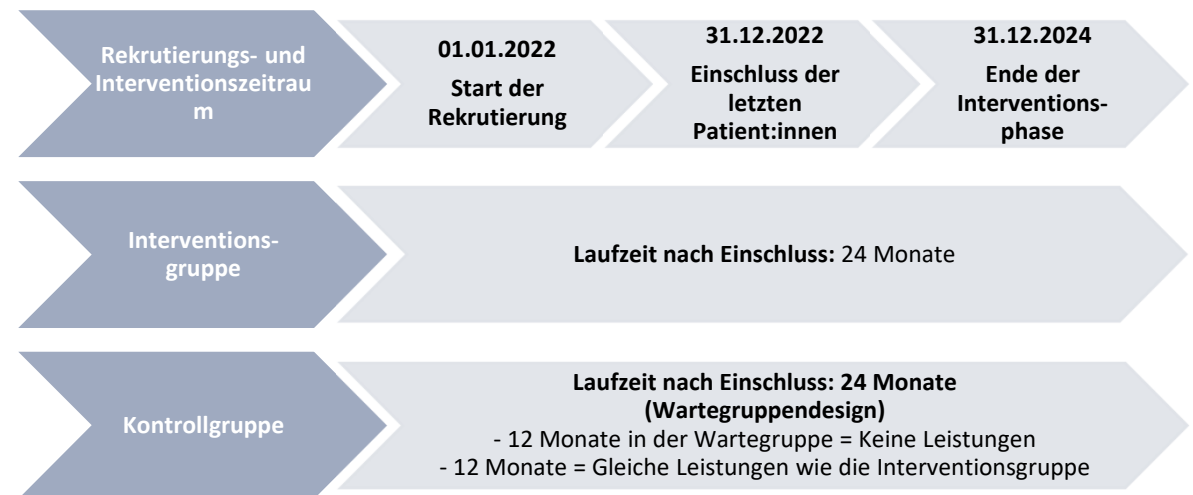 Rekrutierungs- und
Interventionszeitrau
m
01.01.2022
Start der
Rekrutierung
31.12.2022
Einschluss der
letzten
Patient:innen
31.12.2024
Ende der
Interventions-
phase
Interventions-
gruppe
Laufzeit nach Einschluss: 24 Monate
Kontrollgruppe
Laufzeit nach Einschluss: 24 Monate
(Wartegruppendesign)
- 12 Monate in der Wartegruppe = Keine Leistungen
- 12 Monate = Gleiche Leistungen wie die Interventionsgruppe